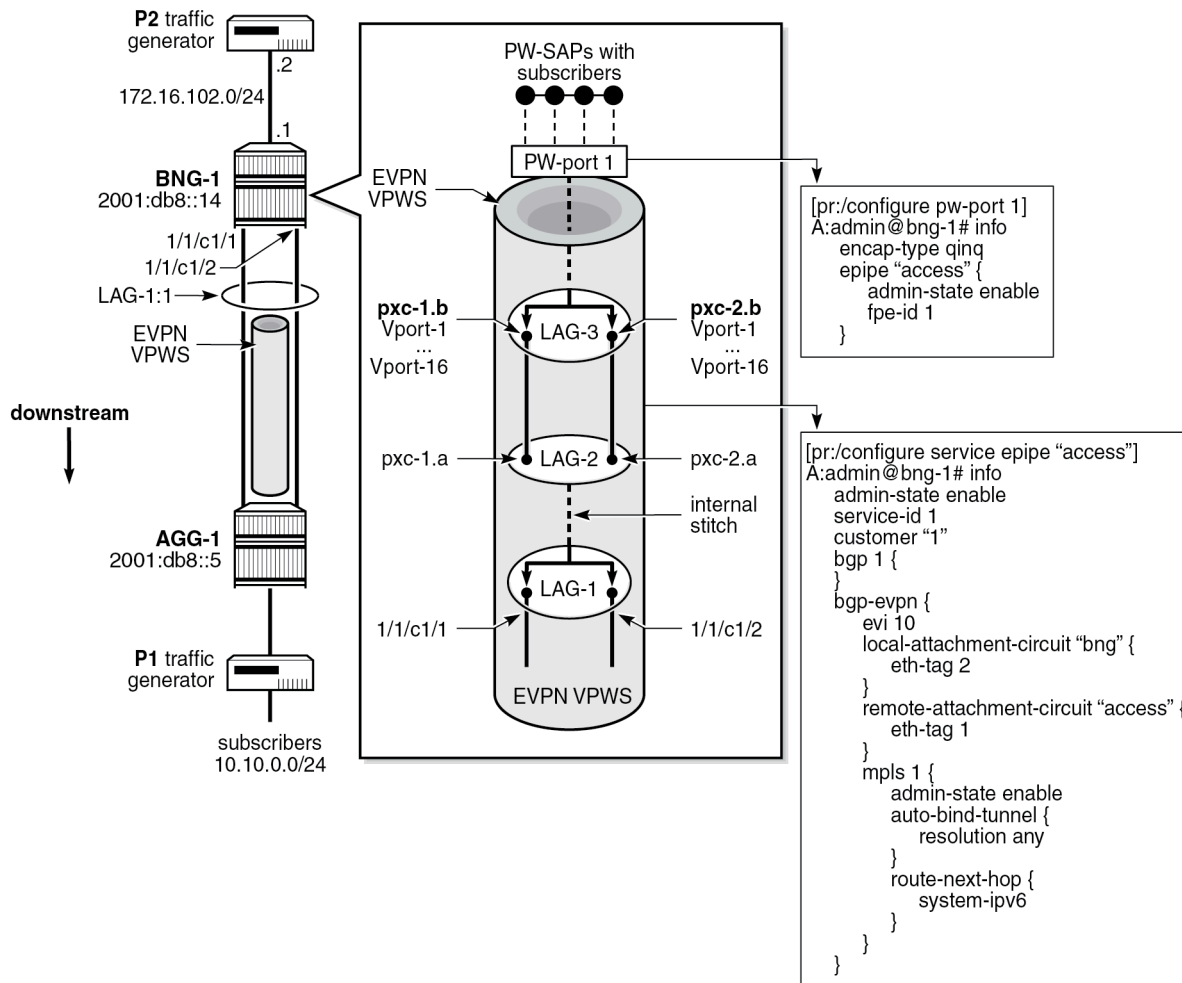 P2 traffic
generator
.2
172.16.102.0/24
.1
BNG-1
2001:db8::14
1/1/c1/1
1/1/c1/2
LAG-1:1
EVPN
VPWS
downstream
AGG-1
2001:db8::5
P1 traffic
generator
subscribers
10.10.0.0/24
PW-SAPs with
subscribers
PW-port 1
EVPN
VPWS
pxc-1.b
Vport-1
...
Vport-16
LAG-3
pxc-2.b
Vport-1
...
Vport-16
pxc-1.a
LAG-2
pxc-2.a
internal
stitch
LAG-1
1/1/c1/1
1/1/c1/2
EVPN VPWS
[pr:/configure pw-port 1]
A:admin@bng-1# info
encap-type qinq
epipe “access” {
admin-state enable
fpe-id 1
}
[pr:/configure service epipe “access”]
A:admin@bng-1# info
admin-state enable
service-id 1
customer “1”
bgp 1 {
}
bgp-evpn {
evi 10
local-attachment-circuit “bng” {
eth-tag 2
}
remote-attachment-circuit “access” {
eth-tag 1
}
mpls 1 {
admin-state enable
auto-bind-tunnel {
resolution any
}
route-next-hop {
system-ipv6
}
}
}